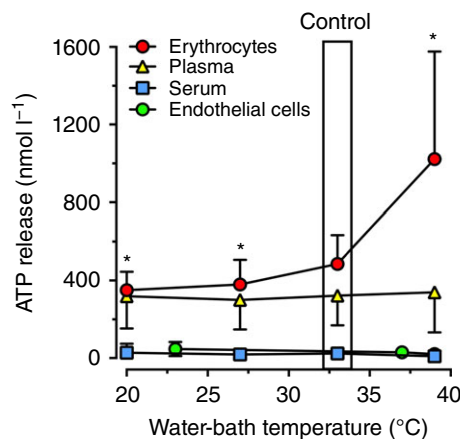 Control
1600
1200
800
400
0
ATP release (nmol l−1)
Erythrocytes
Plasma
Serum
Endothelial cells
*
*
*
20 25 30 35 40
Water-bath temperature (°C)